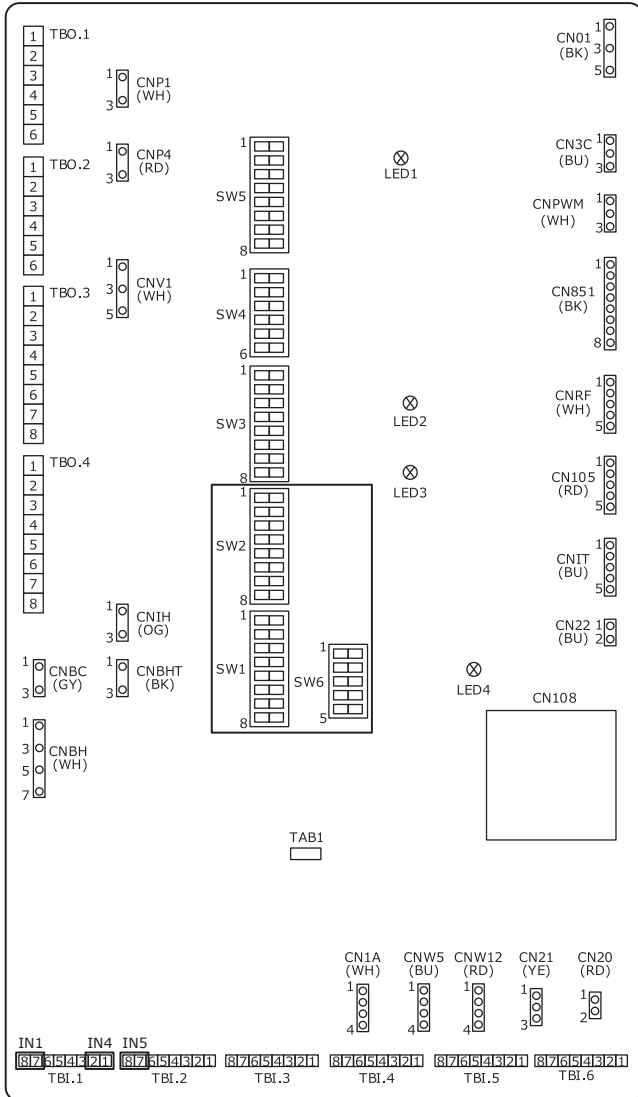 1 TBO.1
2
3
4
5
6
1 CNP1
3 (WH)
1 CN01
3 (BK)
5
1 TBO.2
2
3
4
5
6
1 CNP4
3 (RD)
1
SW5
8
LED1
1 CN3C
3 (BU)
1 CNPWM
3 (WH)
1 TBO.3
2
3
4
5
6
7
8
1 CNV1
3 (WH)
5
1
SW4
6
1
CN851
(BK)
8
1
SW3
8
LED2
1 CNRF
(WH)
5
1 TBO.4
2
3
4
5
6
7
8
LED3
1 CN105
(RD)
5
1
SW2
8
1 CNIT
(BU)
5
1 CNIH
3 (OG)
1
SW1
8
1
SW6
5
CN22 1
(BU) 2
1 CNBC
3 (GY)
1 CNBHT
3 (BK)
LED4
CN108
1
3 CNBH
5 (WH)
7
TAB1
CN1A
(WH)
1
4
CNW5
(BU)
1
4
CNW12
(RD)
1
4
CN21
(YE)
1
3
CN20
(RD)
1
2
IN1 IN4 IN5
8 7 6 5 4 3 2 1
8 7 6 5 4 3 2 1
8 7 6 5 4 3 2 1
8 7 6 5 4 3 2 1
8 7 6 5 4 3 2 1
8 7 6 5 4 3 2 1
TBI.1 TBI.2 TBI.3 TBI.4 TBI.5 TBI.6